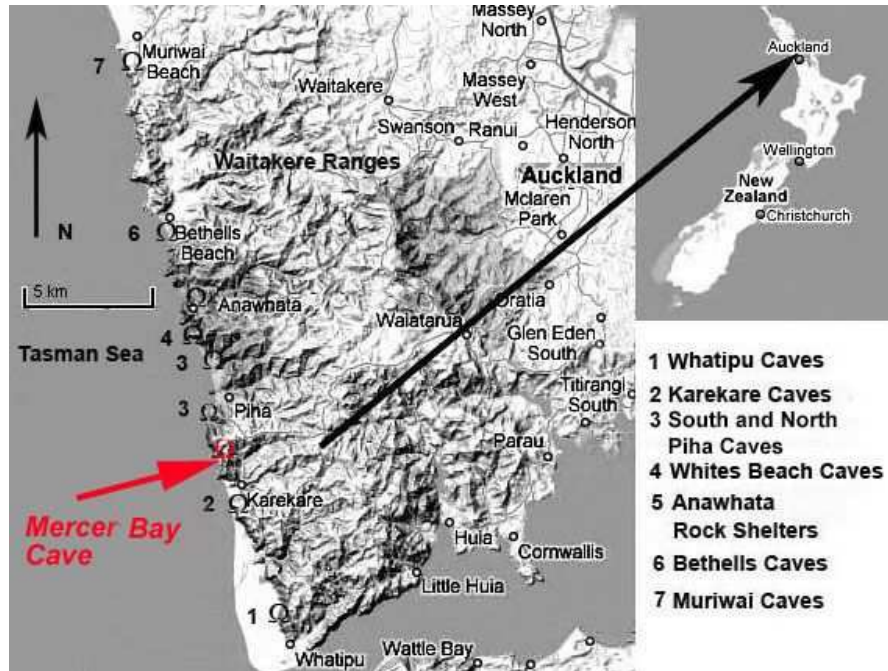 Massey
North
7
Muriwai
Beach
Waitakere
Massey
West
Swanson
Ranui
Henderson
North
Waitakere Ranges
Auckland
Mclaren
Park
N
6
Ω
Bethells
Beach
5 km
Ω
Anawhata
Oratia
4
Ω
Waiatarua
Glen Eden
South
Tasman Sea
3
Ω
Titirangi
South
3
Ω
Piha
Parau
Ω
Mercer Bay
Cave
2
Ω
Karekare
Huia
Cornwallis
Little Huia
1
Ω
Whatipu
Wattle Bay
Ω
Auckland
Wellington
New
Zealand
Christchurch
1 Whatipu Caves
2 Karekare Caves
3 South and North
Piha Caves
4 Whites Beach Caves
5 Anawhata
Rock Shelters
6 Bethells Caves
7 Muriwai Caves